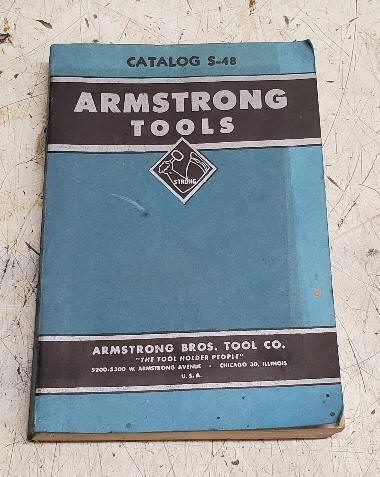 CATALOG S-48
ARMSTRONG
TOOLS
STRONG
ARMSTRONG BROS. TOOL CO.
"THE TOOL HOLDER PEOPLE"
5200-5300 W. ARMSTRONG AVENUE · CHICAGO 30, ILLINOIS
U. S. A.